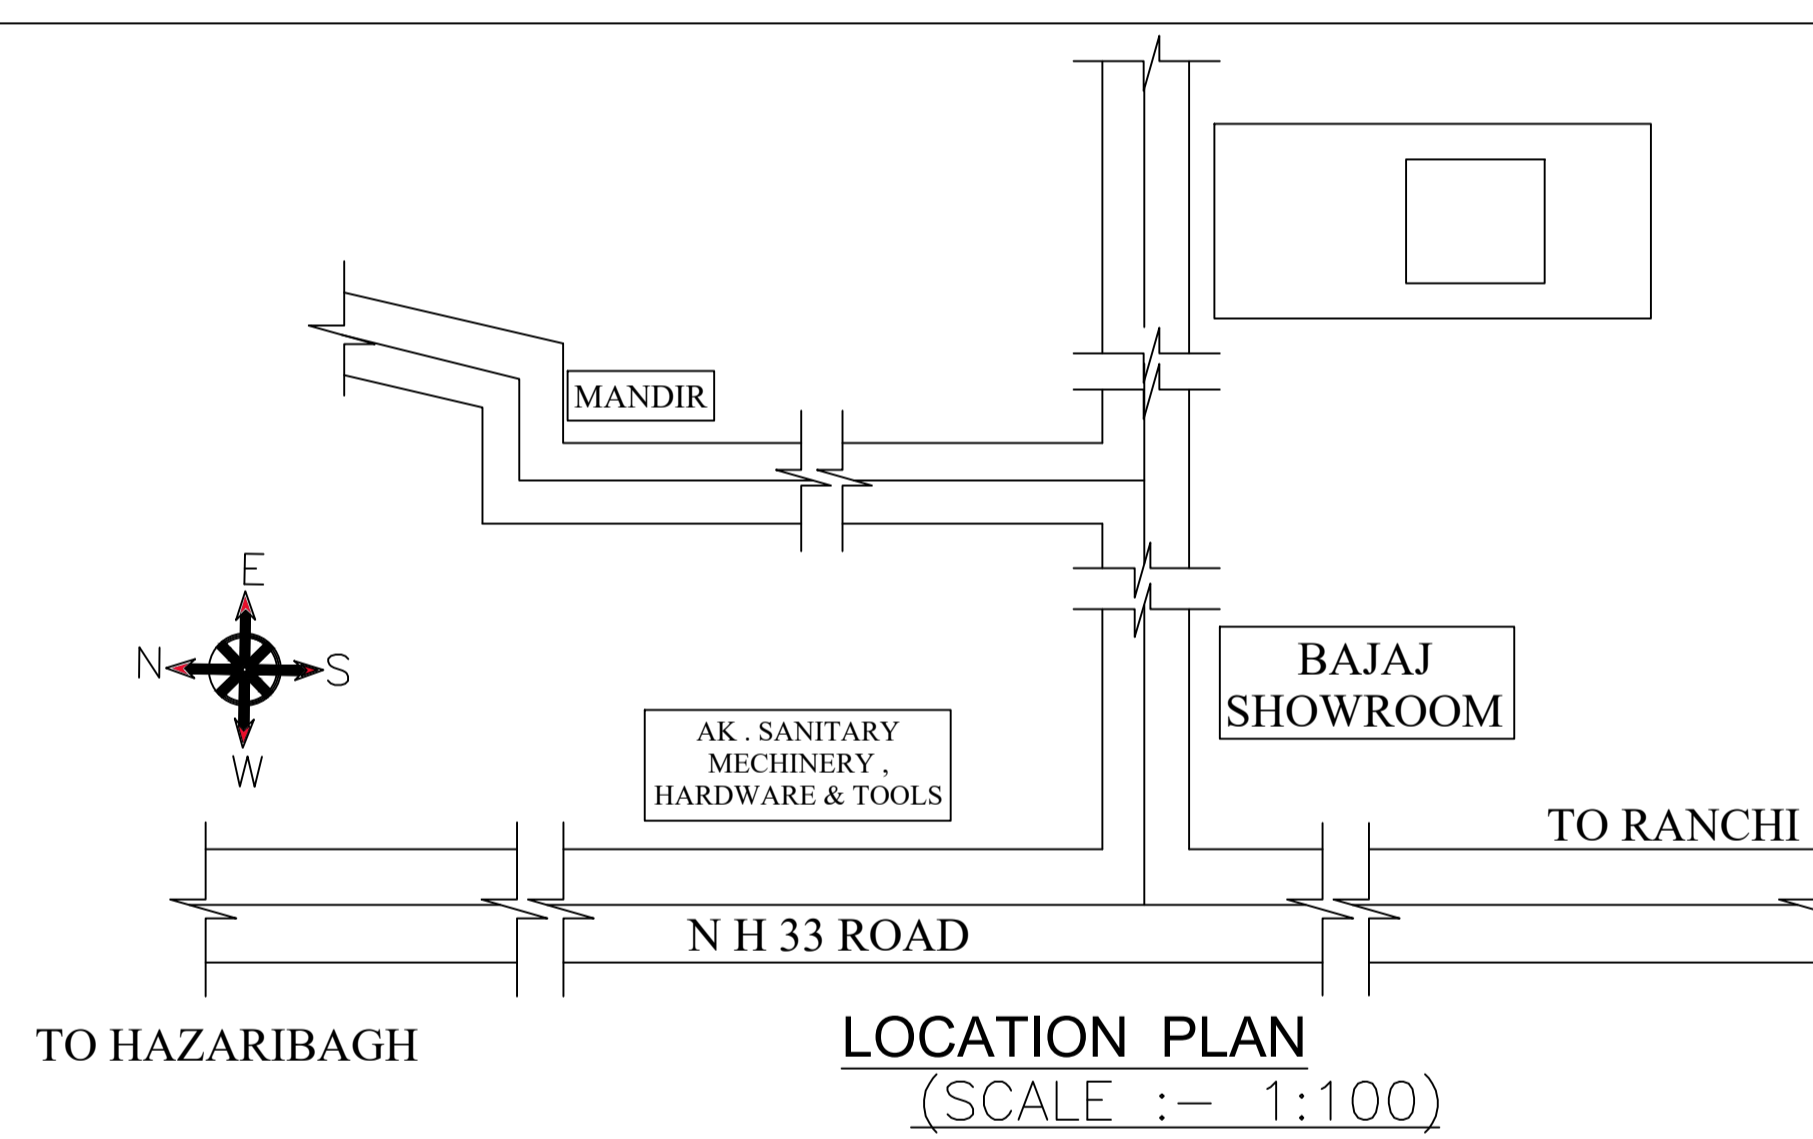 MANDIR
E
N
S
W
BAJAJ
SHOWROOM
AK . SANITARY
MECHINERY ,
HARDWARE & TOOLS
TO RANCHI
N H 33 ROAD
TO HAZARIBAGH
LOCATION PLAN
(SCALE :- 1:100)